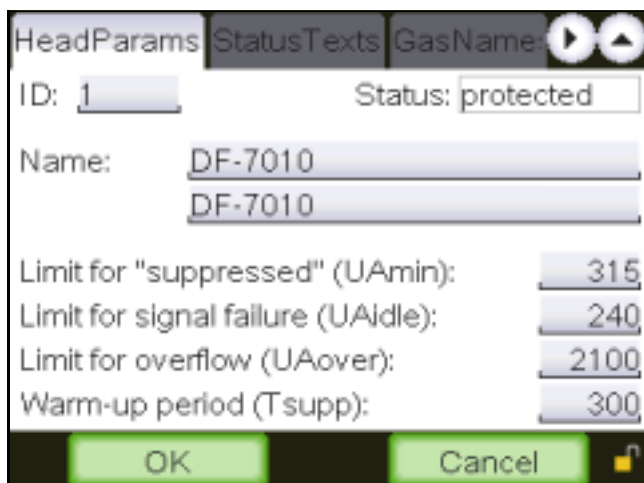 HeadParams StatusTexts GasName:
ID: 1 Status: protected
Name: DF-7010
DF-7010
Limit for "suppressed" (UAmin): 315
Limit for signal failure (UAidle): 240
Limit for overflow (UAover): 2100
Warm-up period (Tsupp): 300
OK Cancel